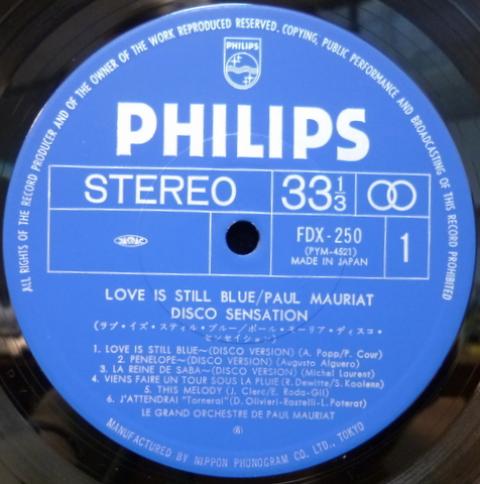 ALL RIGHTS OF THE RECORD PRODUCER AND OF THE OWNER OF THE WORK REPRODUCED RESERVED. COPYING, PUBLIC PERFORMANCE AND BROADCASTING OF THIS RECORD PROHIBITED
PHILIPS
PHILIPS
STEREO 33 1/3
JASRAC FDX-250 1
(PYM-4521)
MADE IN JAPAN
LOVE IS STILL BLUE/PAUL MAURIAT
DISCO SENSATION
(ラブ・イズ・スティル・ブルー/ポール・モーリア・ディスコ・
センセイション)
1. LOVE IS STILL BLUE~(DISCO VERSION) (A. Popp/P. Cour)
2. PENELOPE~(DISCO VERSION) (Augusto Alguero)
3. LA REINE DE SABA~(DISCO VERSION) (Michel Laurent)
4. VIENS FAIRE UN TOUR SOUS LA PLUIE (R. Dewitte/S. Koolenn)
5. THIS MELODY (J. Clerc/E. Roda-Gil)
6. J'ATTENDRAI "Tornerai" (D. Olivieri-Rastelli-L. Poterat)
LE GRAND ORCHESTRE DE PAUL MAURIAT
MANUFACTURED BY NIPPON PHONOGRAM CO. LTD., TOKYO